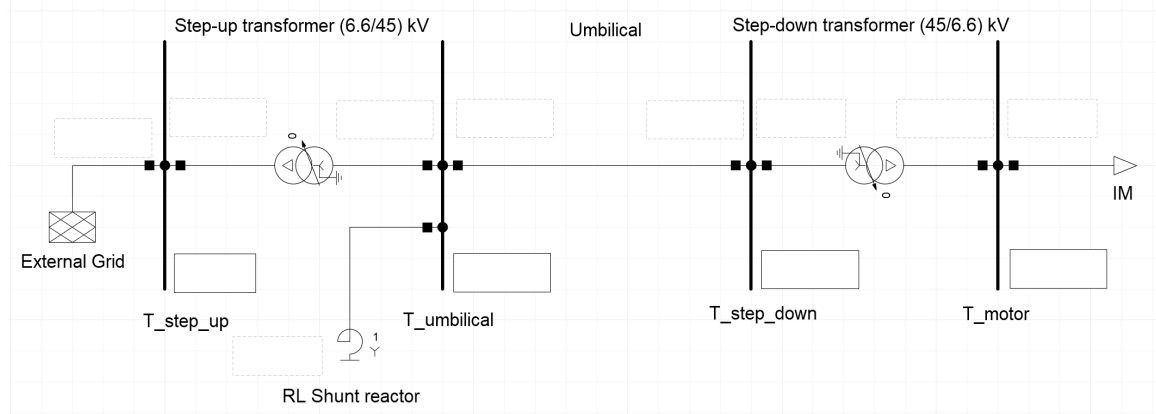 Step-up transformer (6.6/45) kV
Umbilical
Step-down transformer (45/6.6) kV
0
0
IM
External Grid
T_step_up
T_umbilical
T_step_down
T_motor
1
RL Shunt reactor